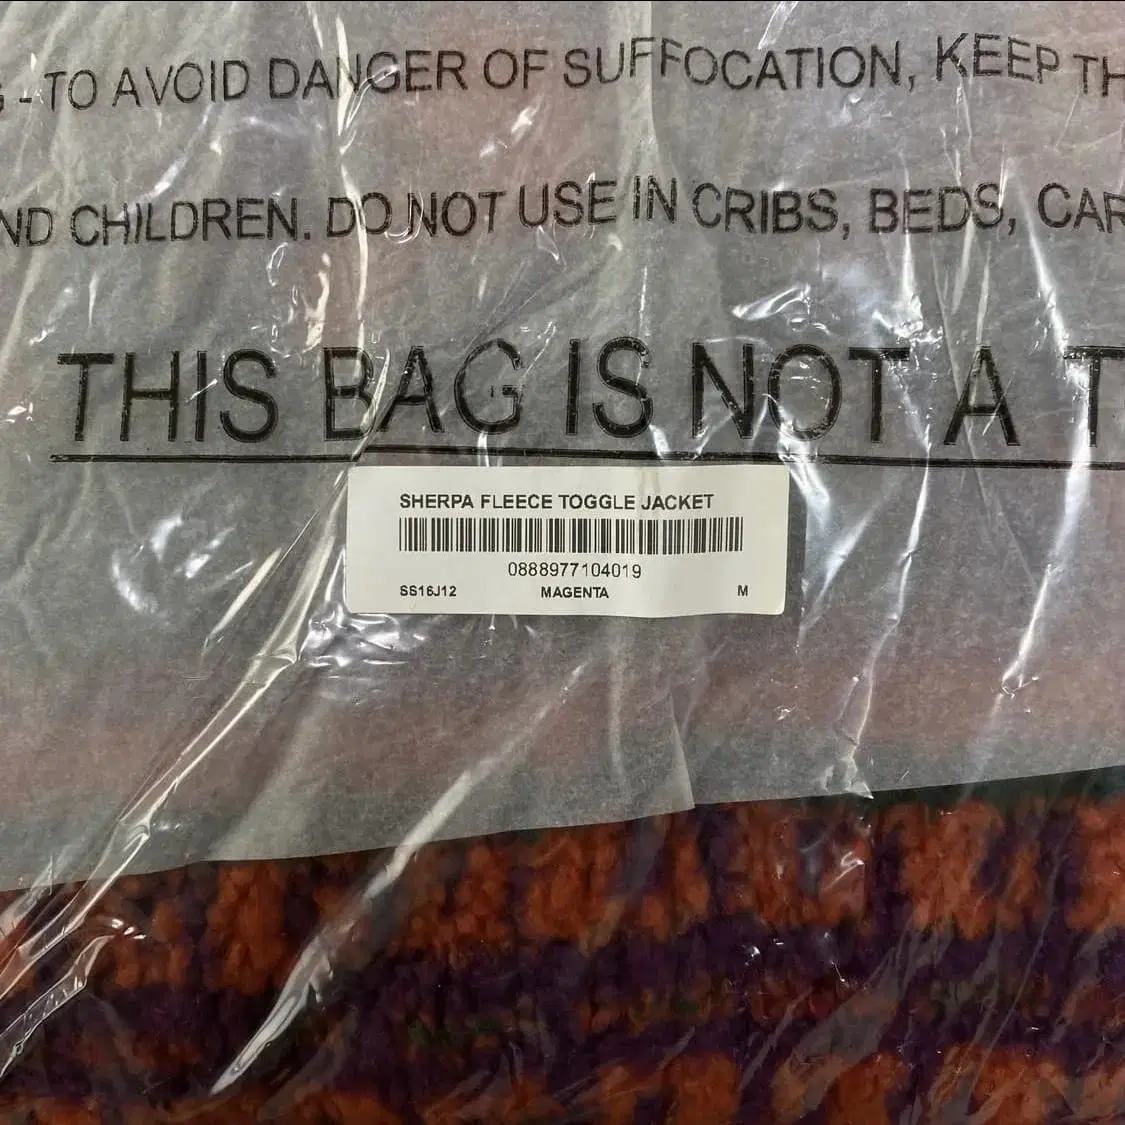 - TO AVOID DANGER OF SUFFOCATION, KEEP TH
ND CHILDREN. DO NOT USE IN CRIBS, BEDS, CAR
THIS BAG IS NOT A T
SHERPA FLEECE TOGGLE JACKET
0888977104019
SS16J12 MAGENTA M